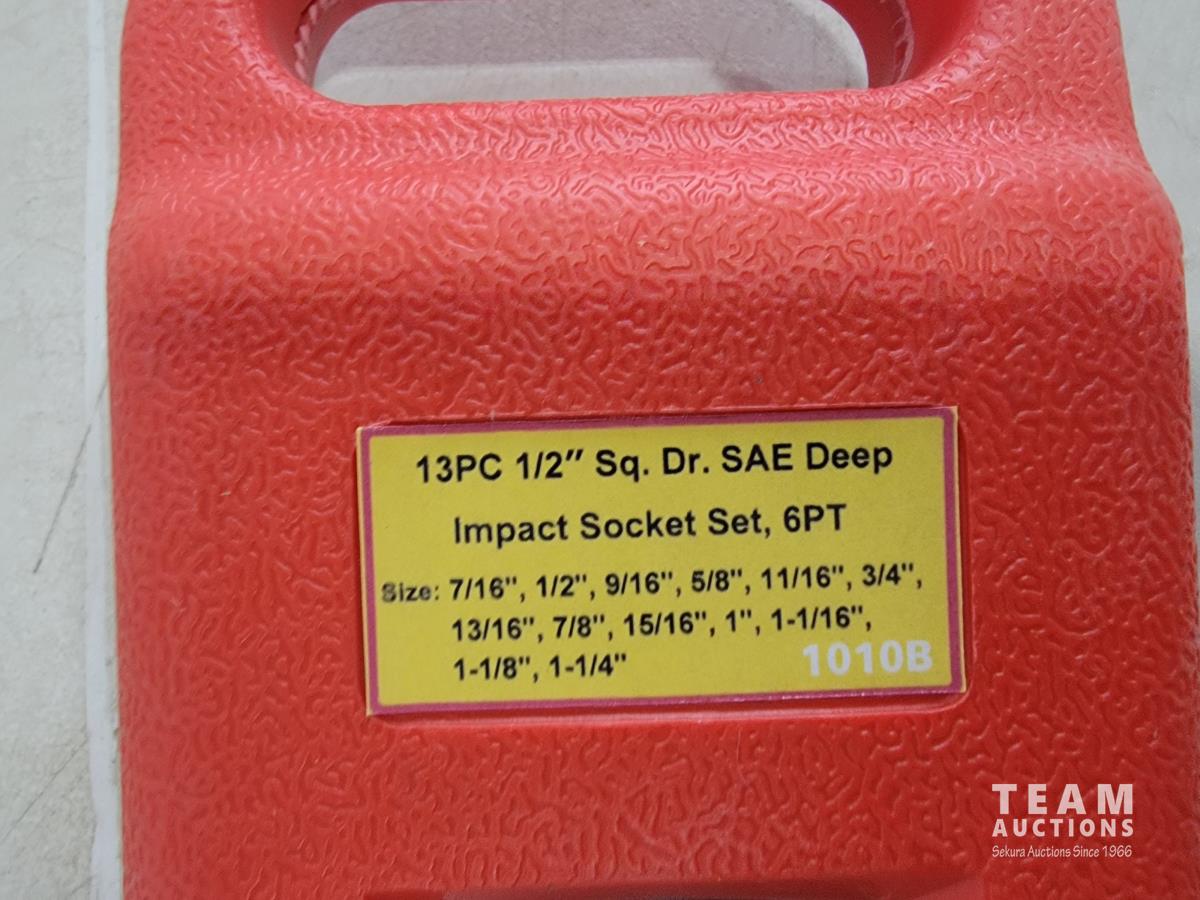 13PC 1/2″ Sq. Dr. SAE Deep
Impact Socket Set, 6PT
Size: 7/16", 1/2", 9/16", 5/8", 11/16", 3/4",
13/16", 7/8", 15/16", 1", 1-1/16",
1-1/8", 1-1/4"
1010B
TEAM
AUCTIONS
Sekura Auctions Since 1966